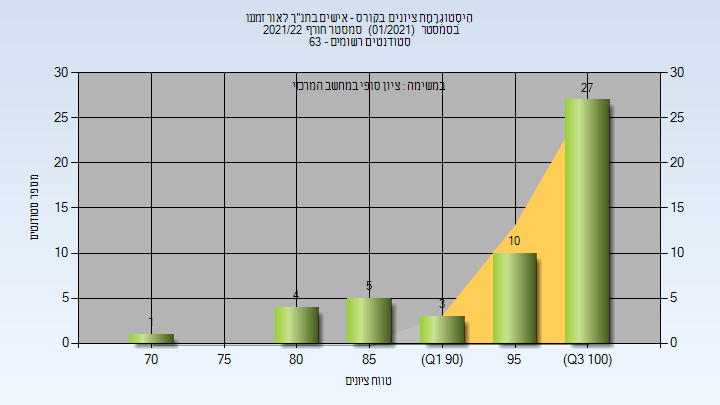 היסטוגרמת ציונים בקורס - אישים בתנ"ך לאור זמננו
בסמסטר (01/2021) סמסטר חורף 2021/22
סטודנטים רשומים - 63
במשימה : ציון סופי במחשב המרכזי
30 30
25 25
20 20
15 15
10 10
5 5
0 0
1 4 5 3 10 27
מספר סטודנטים
70 75 80 85 (Q1 90) 95 (Q3 100)
טווח ציונים